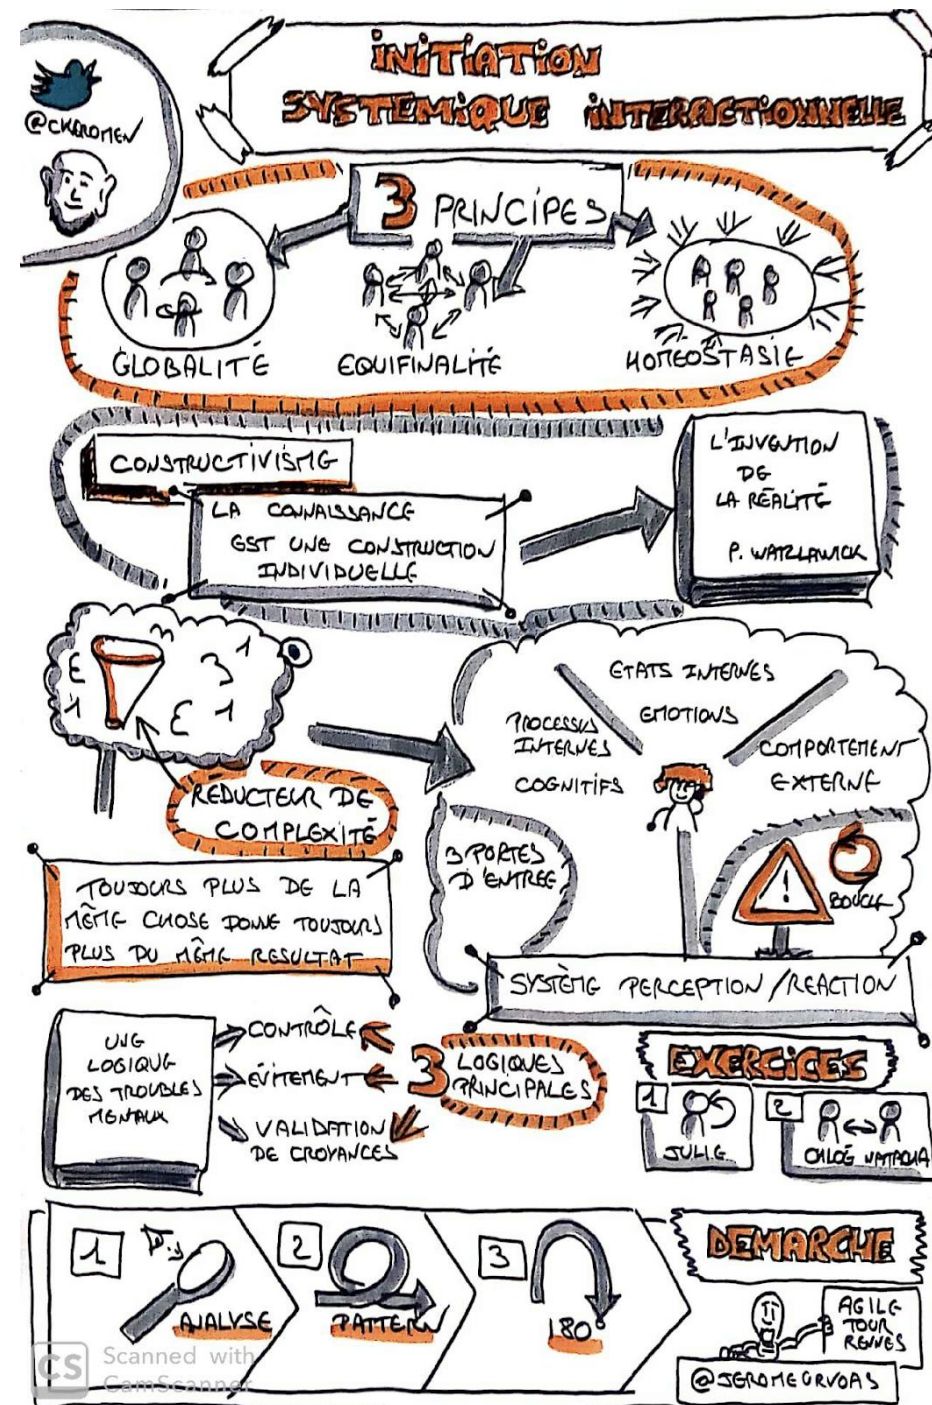 @CKEROMEN
INITIATION
SYSTEMIQUE INTERACTIONNELLE
3 PRINCIPES
GLOBALITÉ
EQUIFINALITÉ
HOMEOSTASIE
CONSTRUCTIVISME
LA CONNAISSANCE
EST UNE CONSTRUCTION
INDIVIDUELLE
L'INVENTION
DE
LA RÉALITÉ
P. WATZLAWICK
REDUCTEUR DE
COMPLEXITÉ
ETATS INTERNES
EMOTIONS
PROCESSUS
INTERNES
COGNITIFS
COMPORTEMENT
EXTERNE
3 PORTES
D'ENTREE
!
BOUCLE
SYSTÈME PERCEPTION/REACTION
TOUJOURS PLUS DE LA
MÊME CHOSE DONNE TOUJOURS
PLUS DU MÊME RESULTAT
UNE
LOGIQUE
DES TROUBLES
MENTAUX
CONTRÔLE
ÉVITEMENT
VALIDATION
DE CROYANCES
3 LOGIQUES
PRINCIPALES
EXERCICES
1
JULIE
2
CHLOÉ NATACHA
DEMARCHE
1
ANALYSE
2
PATTERN
3
180°
AGILE
TOUR
RENNES
@JEROMEURVOAS
CS Scanned with
CamScanner